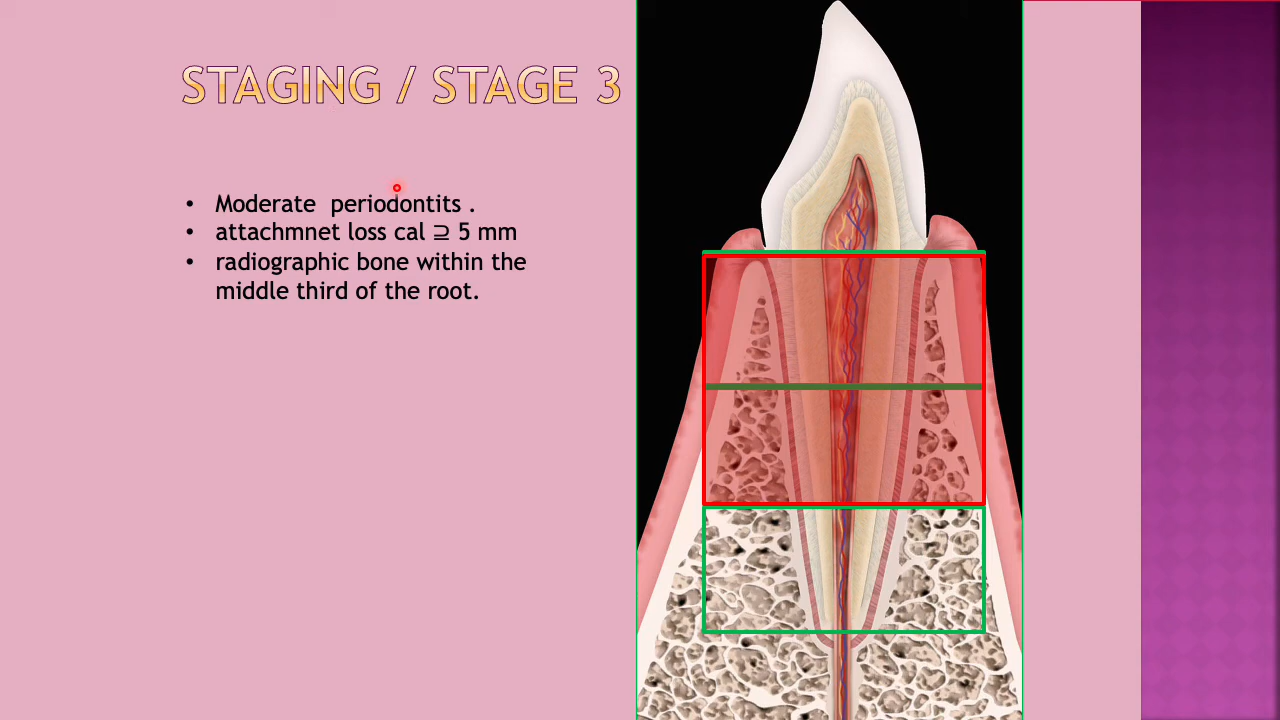 STAGING / STAGE 3
• Moderate periodontits .
• attachmnet loss cal ⊇ 5 mm
• radiographic bone within the
middle third of the root.